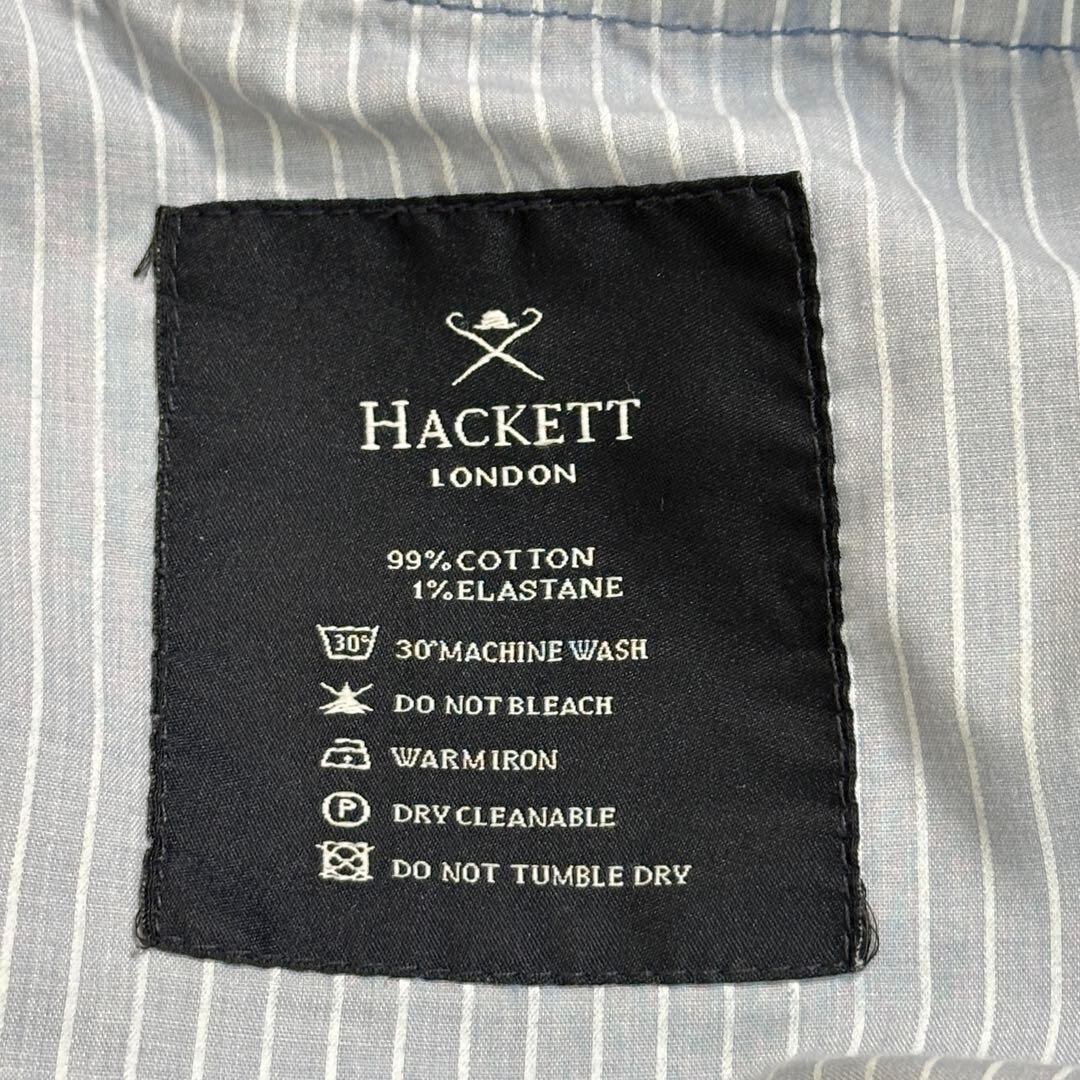 HACKETT
LONDON
99% COTTON
1% ELASTANE
30° 30° MACHINE WASH
DO NOT BLEACH
WARM IRON
P DRY CLEANABLE
DO NOT TUMBLE DRY